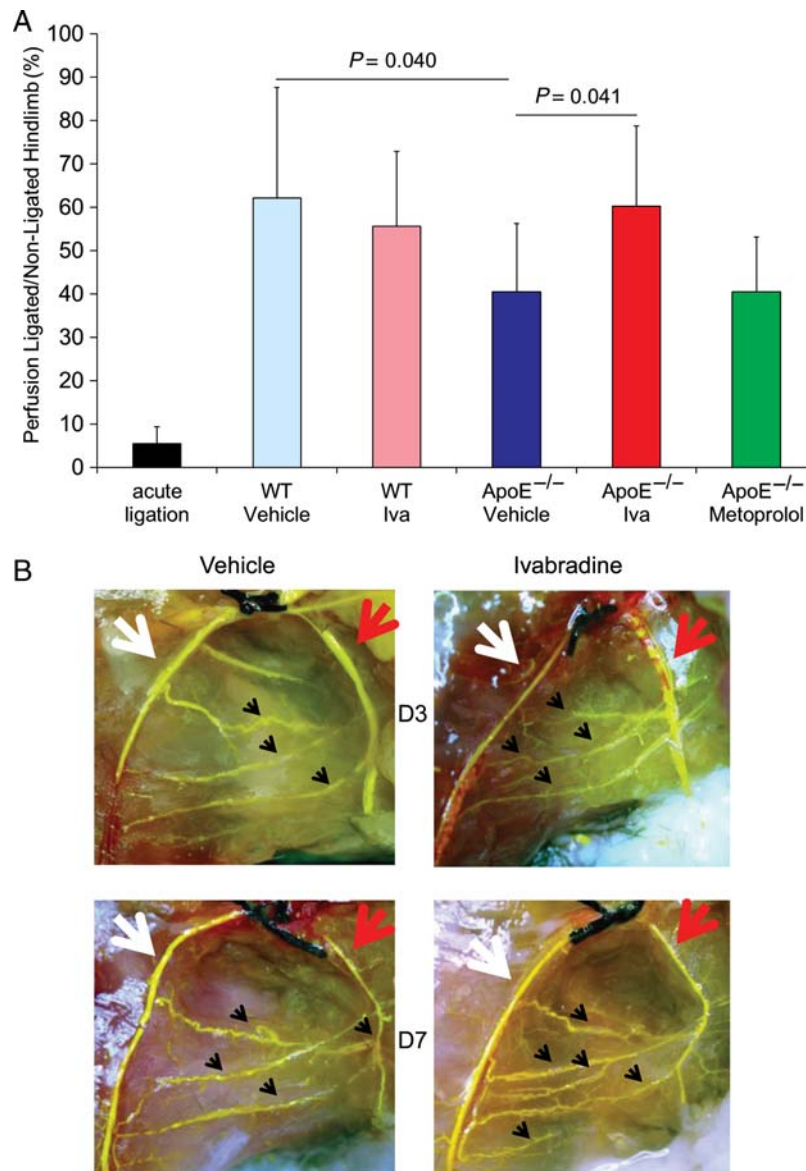 A
Perfusion Ligated/Non-Ligated Hindlimb (%)
100
90
80
70
60
50
40
30
20
10
0
P = 0.040
P = 0.041
acute ligation
WT Vehicle
WT Iva
ApoE−/− Vehicle
ApoE−/− Iva
ApoE−/− Metoprolol
B
Vehicle
Ivabradine
D3
D7